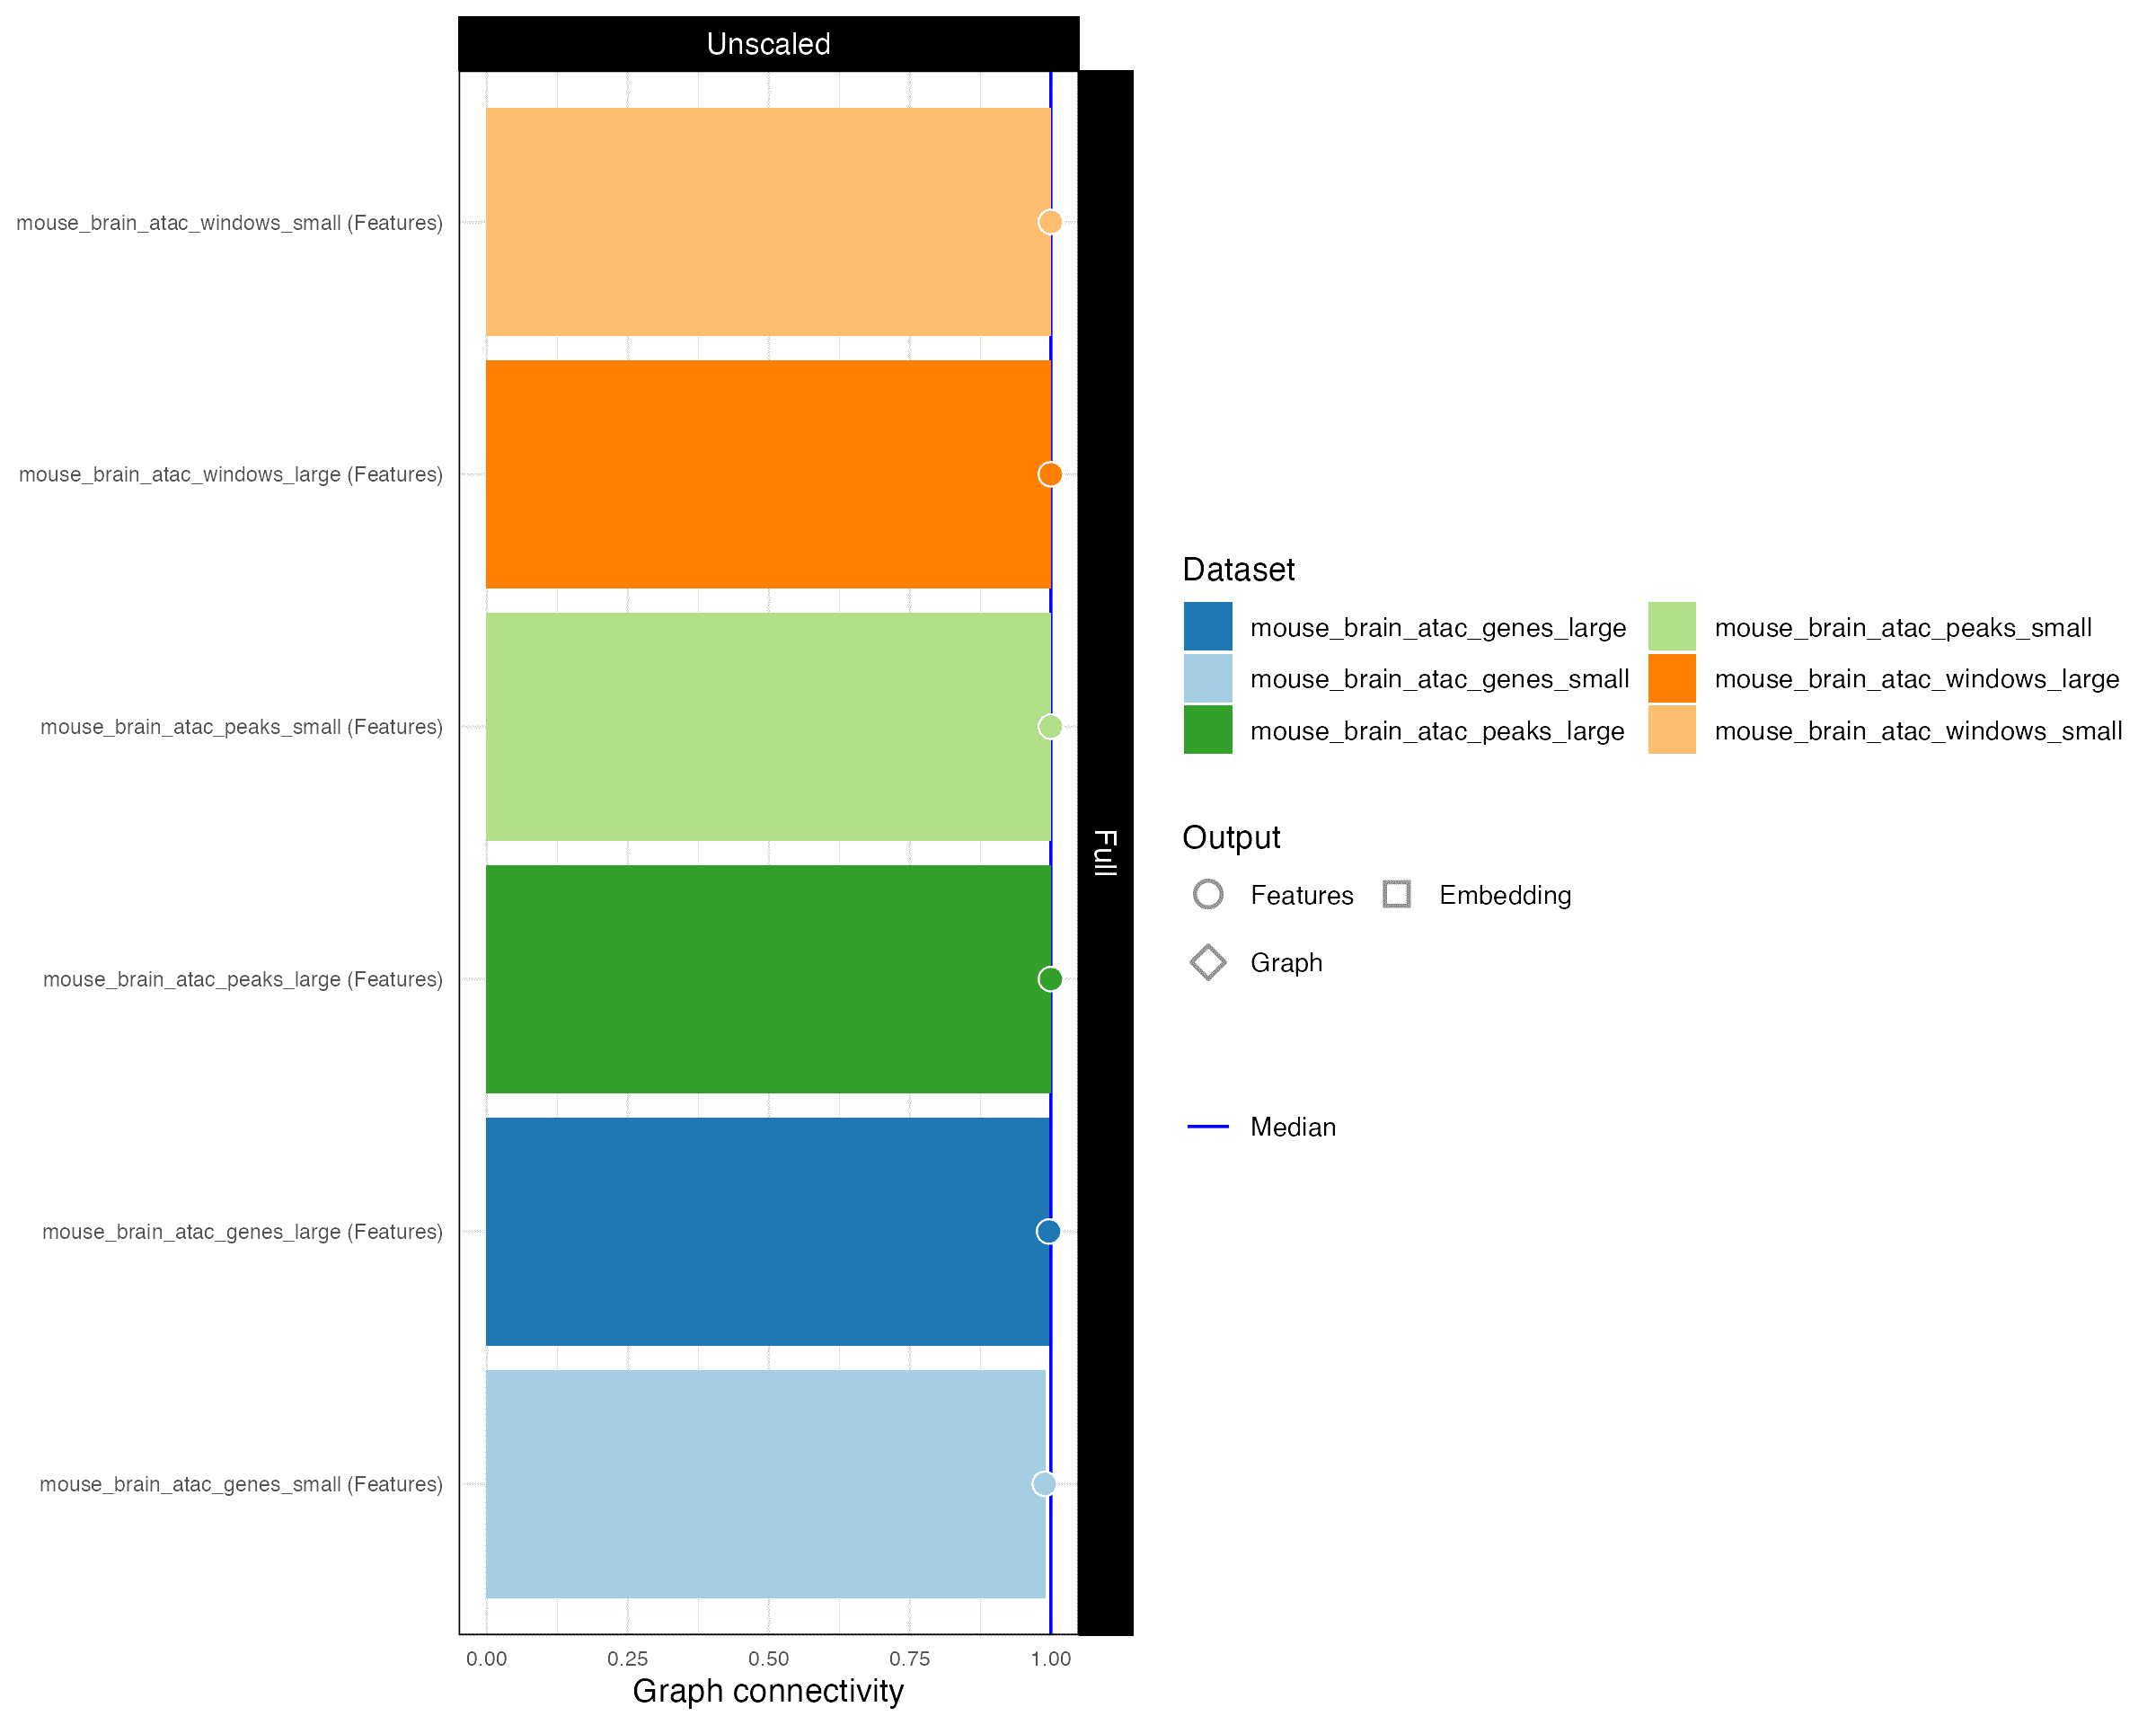 Unscaled
mouse_brain_atac_windows_small (Features)
mouse_brain_atac_windows_large (Features)
mouse_brain_atac_peaks_small (Features)
mouse_brain_atac_peaks_large (Features)
mouse_brain_atac_genes_large (Features)
mouse_brain_atac_genes_small (Features)
0.00 0.25 0.50 0.75 1.00
Graph connectivity
Full
Dataset
mouse_brain_atac_genes_large mouse_brain_atac_peaks_small
mouse_brain_atac_genes_small mouse_brain_atac_windows_large
mouse_brain_atac_peaks_large mouse_brain_atac_windows_small
Output
Features Embedding
Graph
Median